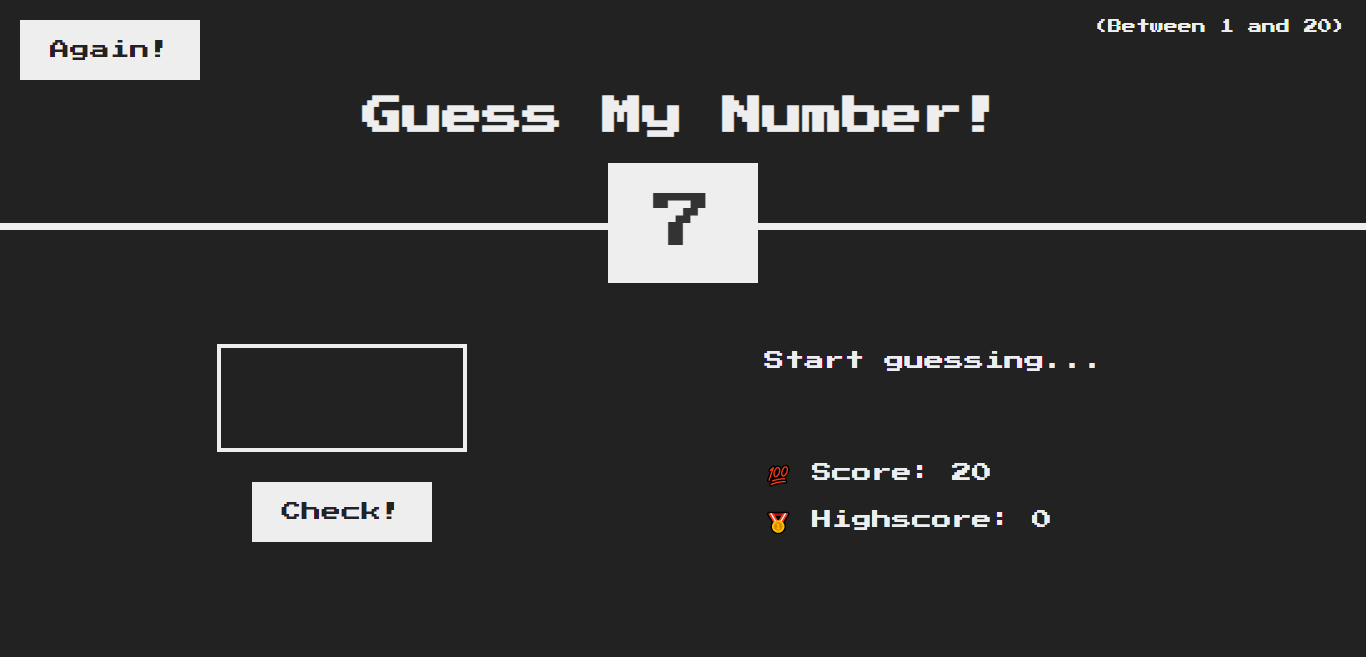 Again!
(Between 1 and 20)
Guess My Number!
7
Start guessing...
💯 Score: 20
🥇 Highscore: 0
Check!